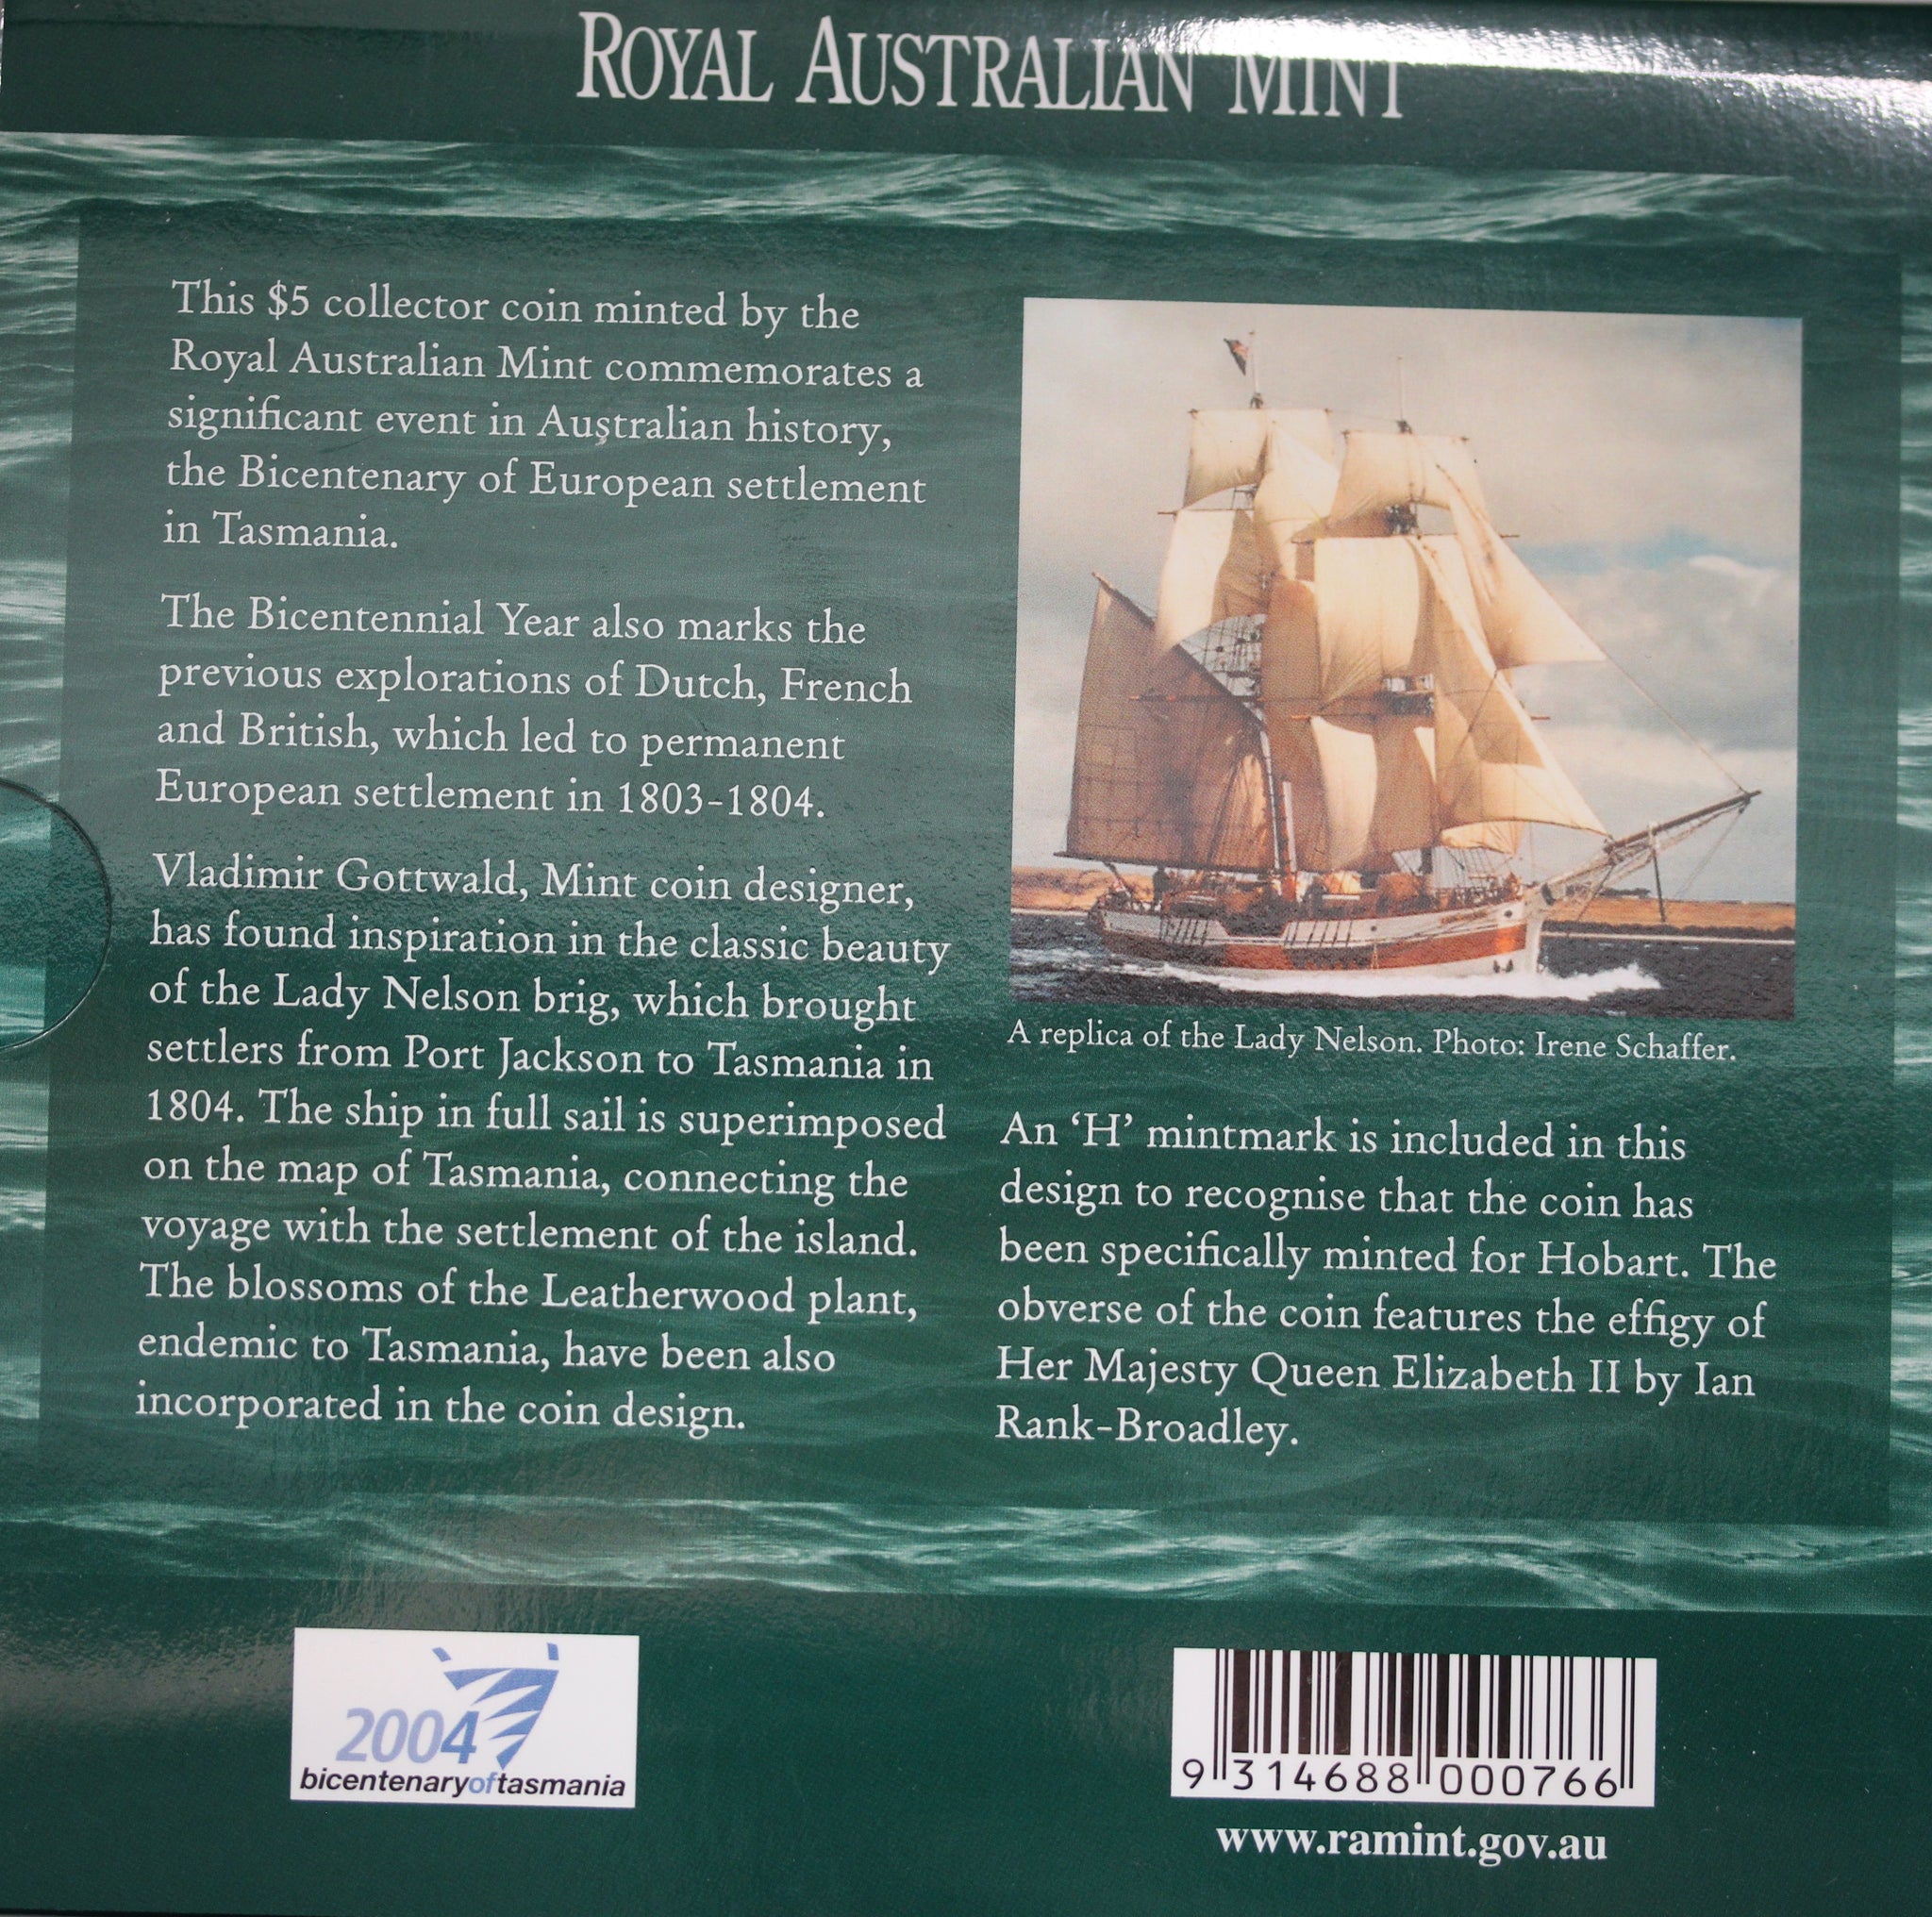 ROYAL AUSTRALIAN MINT
This $5 collector coin minted by the
Royal Australian Mint commemorates a
significant event in Australian history,
the Bicentenary of European settlement
in Tasmania.
The Bicentennial Year also marks the
previous explorations of Dutch, French
and British, which led to permanent
European settlement in 1803-1804.
Vladimir Gottwald, Mint coin designer,
has found inspiration in the classic beauty
of the Lady Nelson brig, which brought
settlers from Port Jackson to Tasmania in
1804. The ship in full sail is superimposed
on the map of Tasmania, connecting the
voyage with the settlement of the island.
The blossoms of the Leatherwood plant,
endemic to Tasmania, have been also
incorporated in the coin design.
A replica of the Lady Nelson. Photo: Irene Schaffer.
An ‘H’ mintmark is included in this
design to recognise that the coin has
been specifically minted for Hobart. The
obverse of the coin features the effigy of
Her Majesty Queen Elizabeth II by Ian
Rank-Broadley.
2004
bicentenaryoftasmania
9 314688 000766
www.ramint.gov.au